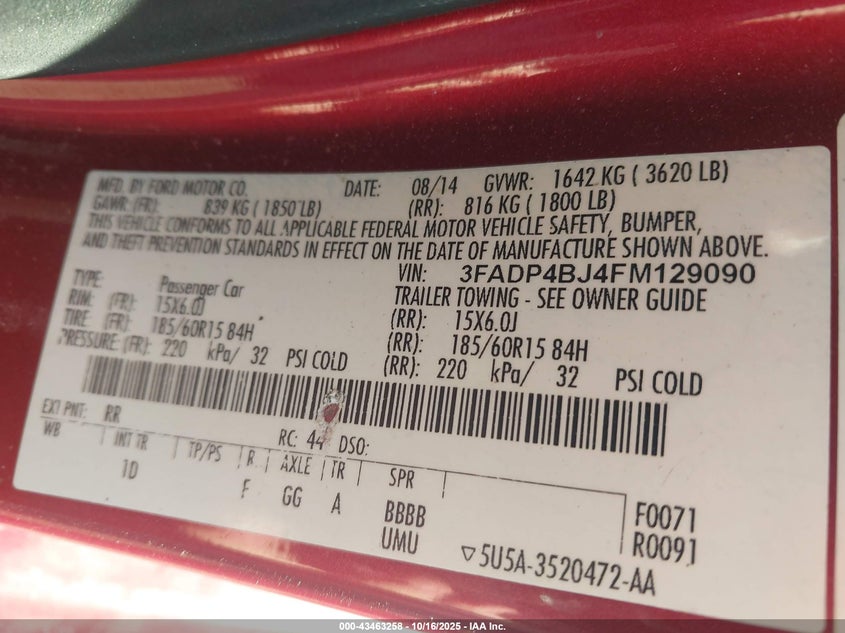 MFD. BY FORD MOTOR CO. DATE: 08/14 GVWR: 1642 KG ( 3620 LB)
GAWR: (FR): 839 KG ( 1850 LB) (RR): 816 KG ( 1800 LB)
THIS VEHICLE CONFORMS TO ALL APPLICABLE FEDERAL MOTOR VEHICLE SAFETY, BUMPER,
AND THEFT PREVENTION STANDARDS IN EFFECT ON THE DATE OF MANUFACTURE SHOWN ABOVE.
VIN: 3FADP4BJ4FM129090
TYPE: Passenger Car TRAILER TOWING - SEE OWNER GUIDE
RIM: (FR): 15X6.0J (RR): 15X6.0J
TIRE: (FR): 185/60R15 84H (RR): 185/60R15 84H
PRESSURE: (FR): 220 kPa/ 32 PSI COLD (RR): 220 kPa/ 32 PSI COLD
EXT PNT: RR RC: 44 DSO:
WB | INT TR | TP/PS | R | AXLE | TR | SPR
1D F GG A BBBB F0071
UMU R0091
▽5U5A-3520472-AA
000-43463258 - 10/16/2025 - IAA Inc.